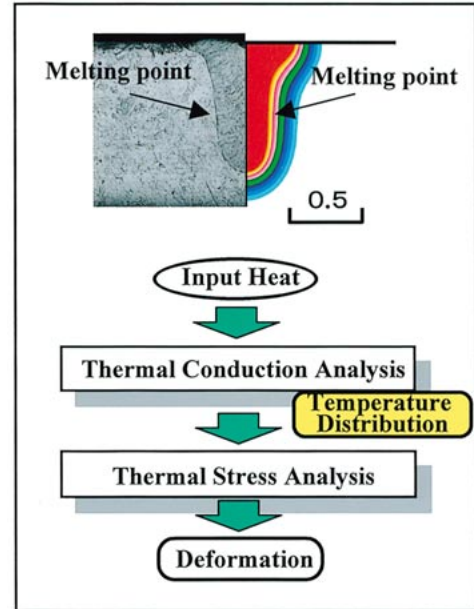 Melting point
Melting point
0.5
Input Heat
Thermal Conduction Analysis
Temperature
Distribution
Thermal Stress Analysis
Deformation